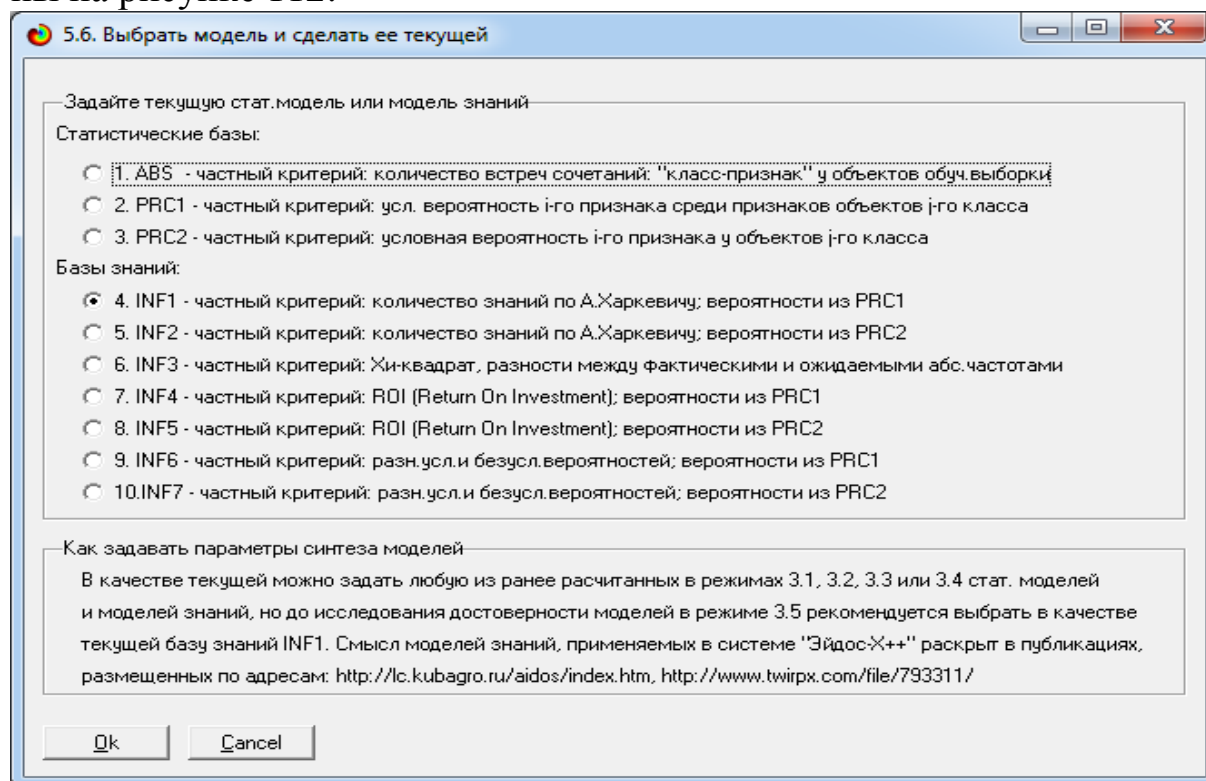 5.6. Выбрать модель и сделать ее текущей
Задайте текущую стат.модель или модель знаний
Статистические базы:
1. ABS - частный критерий: количество встреч сочетаний: "класс-признак" у объектов обуч.выборки
2. PRC1 - частный критерий: усл. вероятность i-го признака среди признаков объектов j-го класса
3. PRC2 - частный критерий: условная вероятность i-го признака у объектов j-го класса
Базы знаний:
4. INF1 - частный критерий: количество знаний по А.Харкевичу; вероятности из PRC1
5. INF2 - частный критерий: количество знаний по А.Харкевичу; вероятности из PRC2
6. INF3 - частный критерий: Хи-квадрат, разности между фактическими и ожидаемыми абс.частотами
7. INF4 - частный критерий: ROI (Return On Investment); вероятности из PRC1
8. INF5 - частный критерий: ROI (Return On Investment); вероятности из PRC2
9. INF6 - частный критерий: разн.усл.и безусл.вероятностей; вероятности из PRC1
10.INF7 - частный критерий: разн.усл.и безусл.вероятностей; вероятности из PRC2
Как задавать параметры синтеза моделей
В качестве текущей можно задать любую из ранее расчитанных в режимах 3.1, 3.2, 3.3 или 3.4 стат. моделей
и моделей знаний, но до исследования достоверности моделей в режиме 3.5 рекомендуется выбрать в качестве
текущей базу знаний INF1. Смысл моделей знаний, применяемых в системе "Эйдос-Х++" раскрыт в публикациях,
размещенных по адресам: http://lc.kubagro.ru/aidos/index.htm, http://www.twirpx.com/file/793311/
Ok Cancel